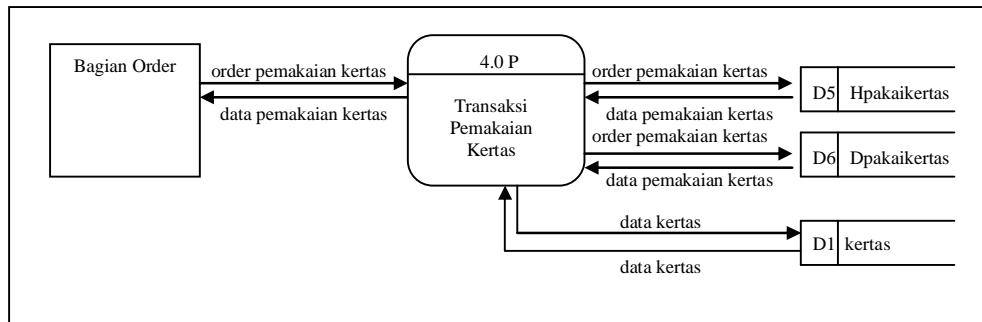 Bagian Order
order pemakaian kertas
data pemakaian kertas
4.0 P
Transaksi
Pemakaian
Kertas
order pemakaian kertas
data pemakaian kertas
order pemakaian kertas
data pemakaian kertas
D5 Hpakaikertas
D6 Dpakaikertas
data kertas
data kertas
D1 kertas